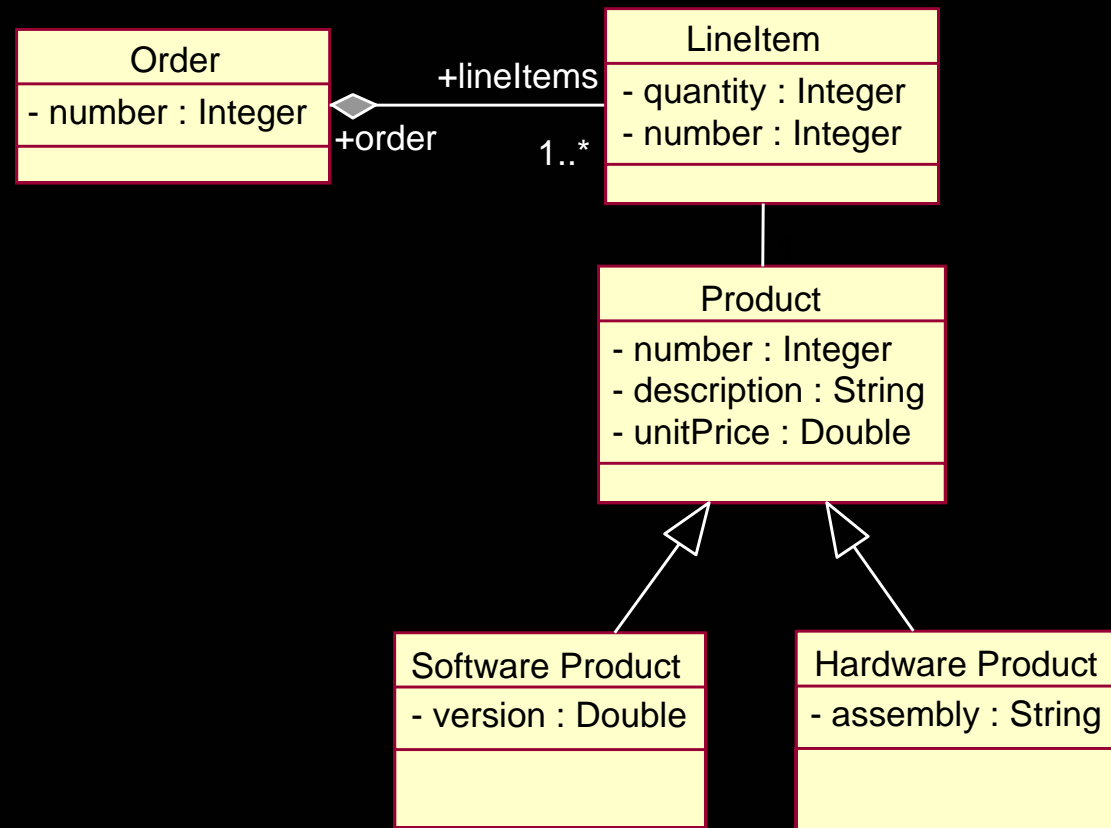 Order
- number : Integer
+lineItems
+order
1..*
LineItem
- quantity : Integer
- number : Integer
Product
- number : Integer
- description : String
- unitPrice : Double
Software Product
- version : Double
Hardware Product
- assembly : String